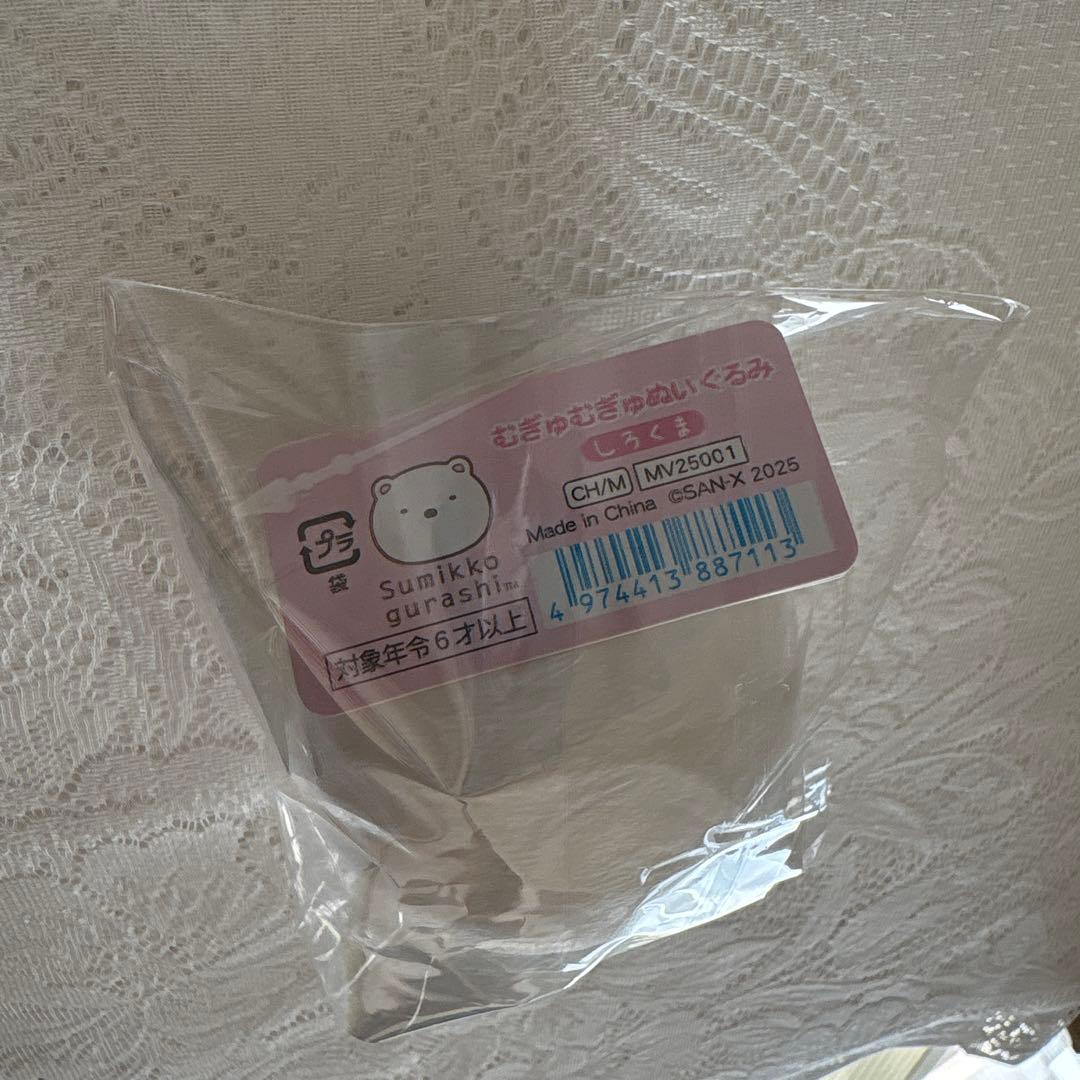 むぎゅむぎゅぬいぐるみ
しろくま
CH/M MV25001
Made in China ©SAN-X 2025
プラ
袋
Sumikko
gurashi™
対象年令6才以上
4 974413 887113